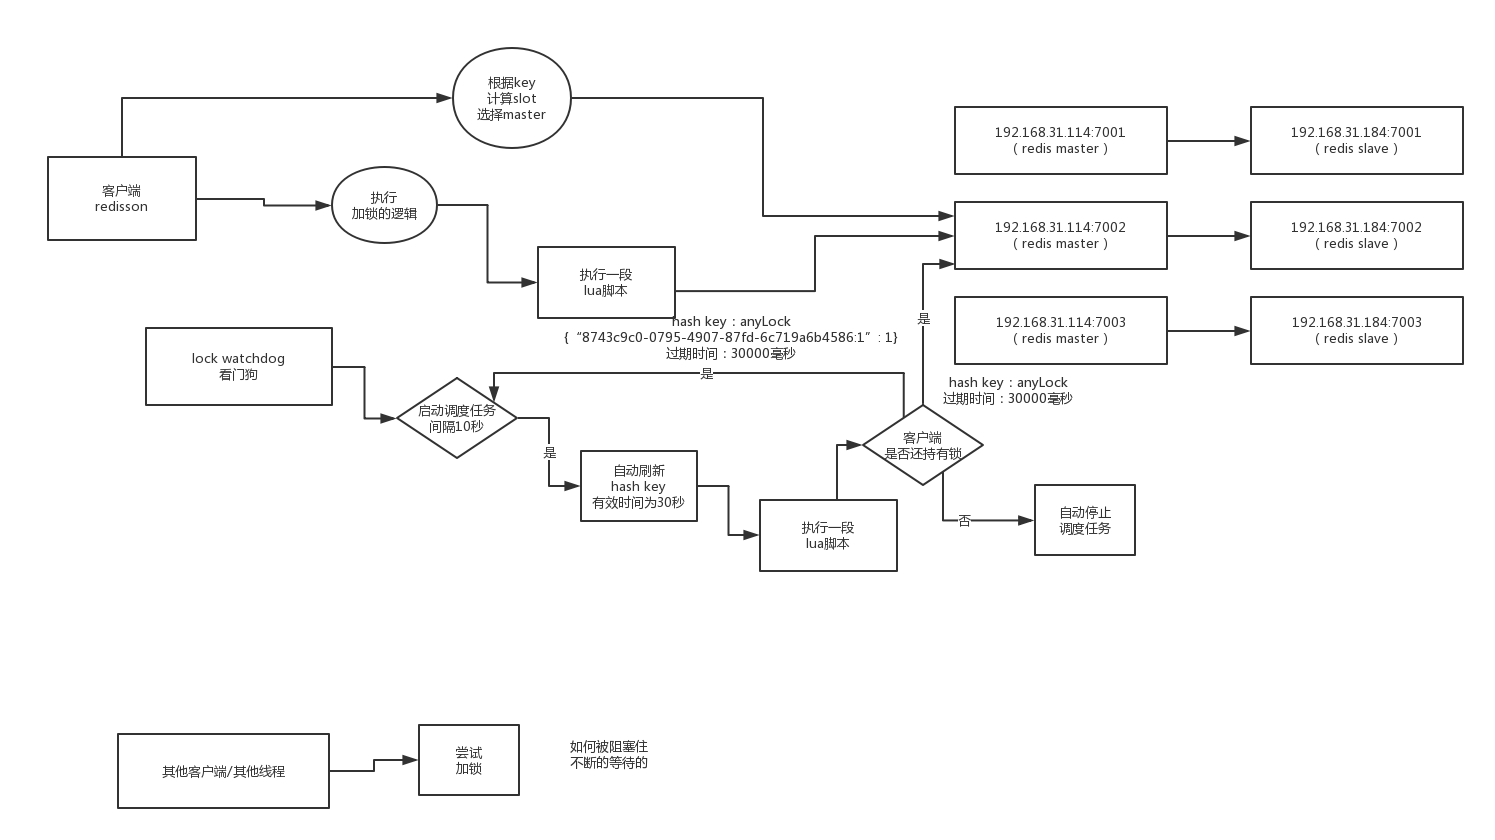 根据key
计算slot
选择master
192.168.31.114:7001
( redis master )
192.168.31.184:7001
( redis slave )
客户端
redisson
执行
加锁的逻辑
192.168.31.114:7002
( redis master )
192.168.31.184:7002
( redis slave )
执行一段
lua脚本
hash key : anyLock
{ “8743c9c0-0795-4907-87fd-6c719a6b4586:1” : 1}
过期时间 : 30000毫秒
是
192.168.31.114:7003
( redis master )
192.168.31.184:7003
( redis slave )
lock watchdog
看门狗
是
hash key : anyLock
过期时间 : 30000毫秒
启动调度任务
间隔10秒
是
客户端
是否还持有锁
自动刷新
hash key
有效时间为30秒
执行一段
lua脚本
否
自动停止
调度任务
其他客户端/其他线程
尝试
加锁
如何被阻塞住
不断的等待的